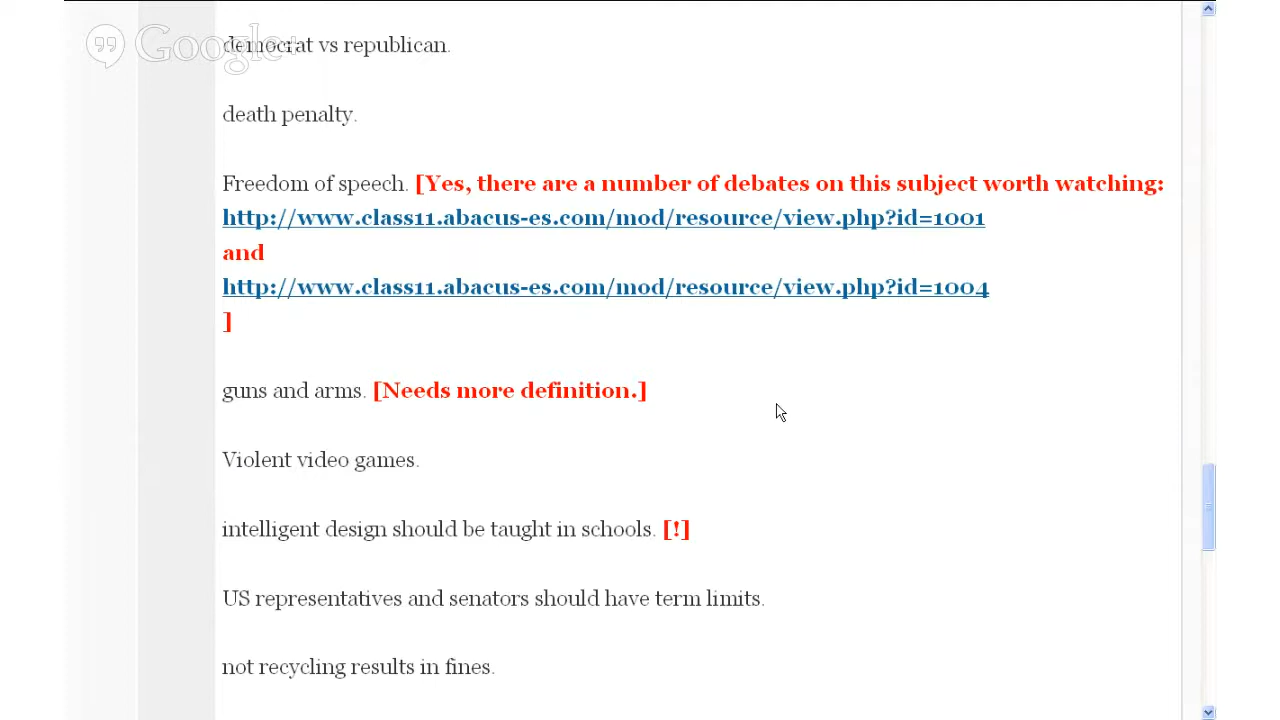 Google+
democrat vs republican.
death penalty.
Freedom of speech. [Yes, there are a number of debates on this subject worth watching:
http://www.class11.abacus-es.com/mod/resource/view.php?id=1001
and
http://www.class11.abacus-es.com/mod/resource/view.php?id=1004
]
guns and arms. [Needs more definition.]
Violent video games.
intelligent design should be taught in schools. [!]
US representatives and senators should have term limits.
not recycling results in fines.